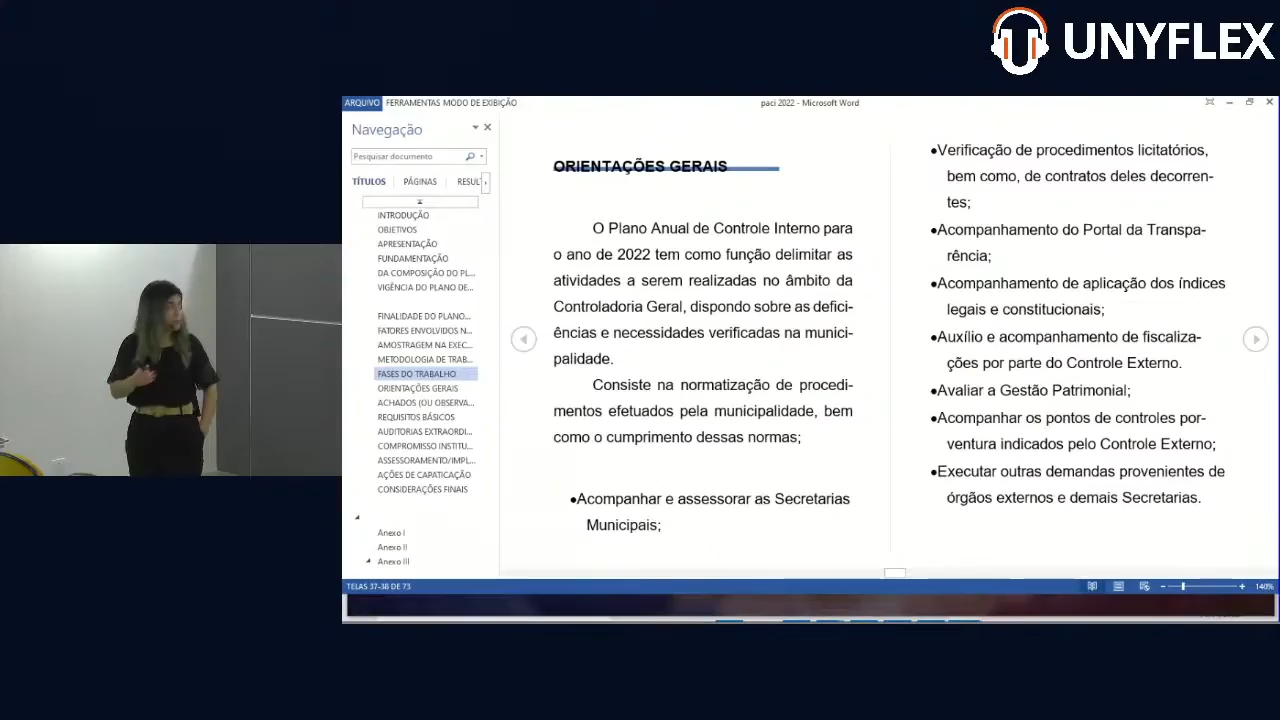 UNYFLEX
ARQUIVO FERRAMENTAS MODO DE EXIBIÇÃO
paci 2022 - Microsoft Word
Navegação
Pesquisar documento
TÍTULOS PÁGINAS RESUL
INTRODUÇÃO
OBJETIVOS
APRESENTAÇÃO
FUNDAMENTAÇÃO
DA COMPOSIÇÃO DO PL...
VIGÊNCIA DO PLANO DE...
FINALIDADE DO PLANO...
FATORES ENVOLVIDOS N...
AMOSTRAGEM NA EXEC...
METODOLOGIA DE TRAB...
FASES DO TRABALHO
ORIENTAÇÕES GERAIS
ACHADOS (OU OBSERVA...
REQUISITOS BÁSICOS
AUDITORIAS EXTRAORDI...
COMPROMISSO INSTITU...
ASSESSORAMENTO/IMPL...
AÇÕES DE CAPATICAÇÃO
CONSIDERAÇÕES FINAIS
Anexo I
Anexo II
Anexo III
ORIENTAÇÕES GERAIS
O Plano Anual de Controle Interno para
o ano de 2022 tem como função delimitar as
atividades a serem realizadas no âmbito da
Controladoria Geral, dispondo sobre as defici-
ências e necessidades verificadas na munici-
palidade.
Consiste na normatização de procedi-
mentos efetuados pela municipalidade, bem
como o cumprimento dessas normas;
•Acompanhar e assessorar as Secretarias
Municipais;
•Verificação de procedimentos licitatórios,
bem como, de contratos deles decorren-
tes;
•Acompanhamento do Portal da Transpa-
rência;
•Acompanhamento de aplicação dos índices
legais e constitucionais;
•Auxílio e acompanhamento de fiscaliza-
ções por parte do Controle Externo.
•Avaliar a Gestão Patrimonial;
•Acompanhar os pontos de controles por-
ventura indicados pelo Controle Externo;
•Executar outras demandas provenientes de
órgãos externos e demais Secretarias.
TELAS 37-38 DE 73
140%